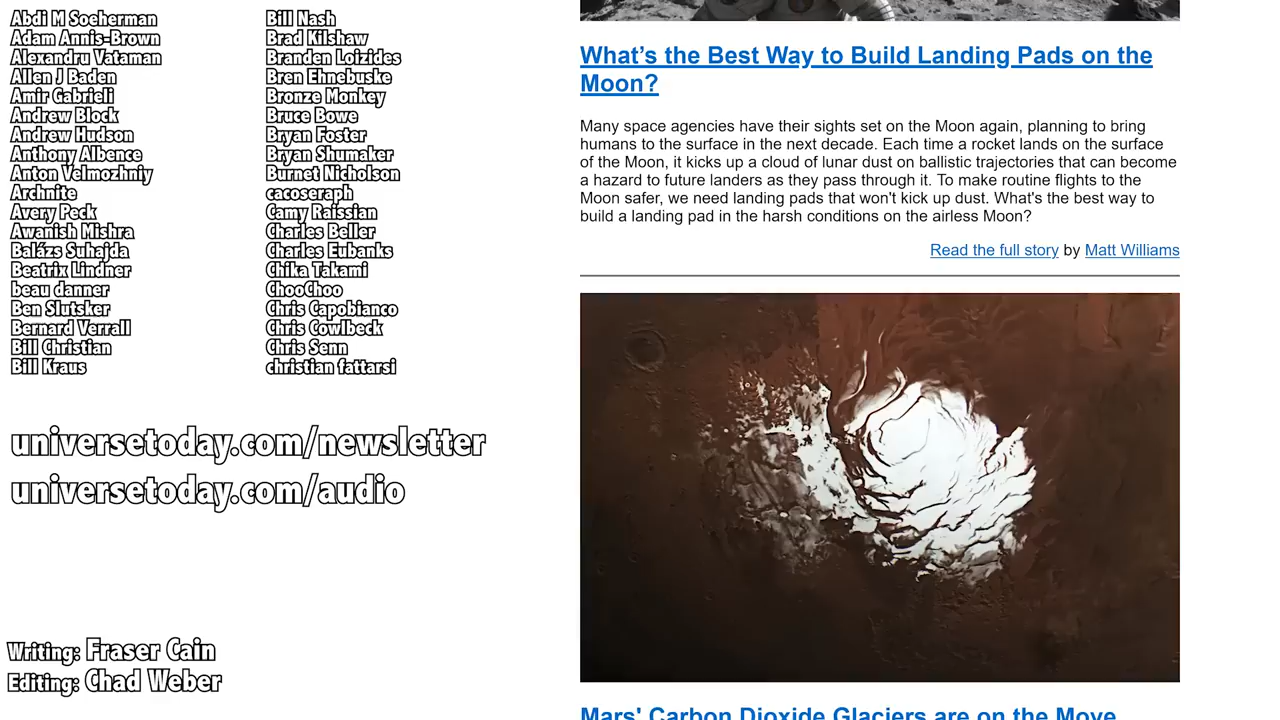 Abdi M Soeherman
Adam Annis-Brown
Alexandru Vataman
Allen J Baden
Amir Gabrieli
Andrew Block
Andrew Hudson
Anthony Albence
Anton Velmozhniy
Archnite
Avery Peck
Awanish Mishra
Balázs Suhajda
Beatrix Lindner
beau danner
Ben Slutsker
Bernard Verrall
Bill Christian
Bill Kraus
Bill Nash
Brad Kilshaw
Branden Loizides
Bren Ehnebuske
Bronze Monkey
Bruce Bowe
Bryan Foster
Bryan Shumaker
Burnet Nicholson
cacoseraph
Camy Raissian
Charles Beller
Charles Eubanks
Chika Takami
ChooChoo
Chris Capobianco
Chris Cowlbeck
Chris Senn
christian fattarsi
universetoday.com/newsletter
universetoday.com/audio
Writing: Fraser Cain
Editing: Chad Weber
What’s the Best Way to Build Landing Pads on the
Moon?
Many space agencies have their sights set on the Moon again, planning to bring
humans to the surface in the next decade. Each time a rocket lands on the surface
of the Moon, it kicks up a cloud of lunar dust on ballistic trajectories that can become
a hazard to future landers as they pass through it. To make routine flights to the
Moon safer, we need landing pads that won't kick up dust. What's the best way to
build a landing pad in the harsh conditions on the airless Moon?
Read the full story by Matt Williams
Mars' Carbon Dioxide Glaciers are on the Move